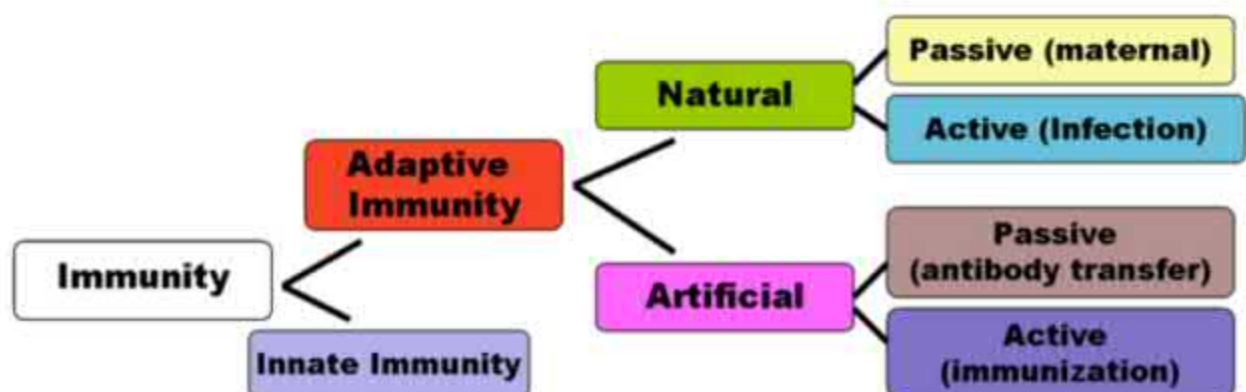 Passive (maternal)
Natural
Active (Infection)
Adaptive
Immunity
Passive
(antibody transfer)
Immunity
Artificial
Active
(immunization)
Innate Immunity